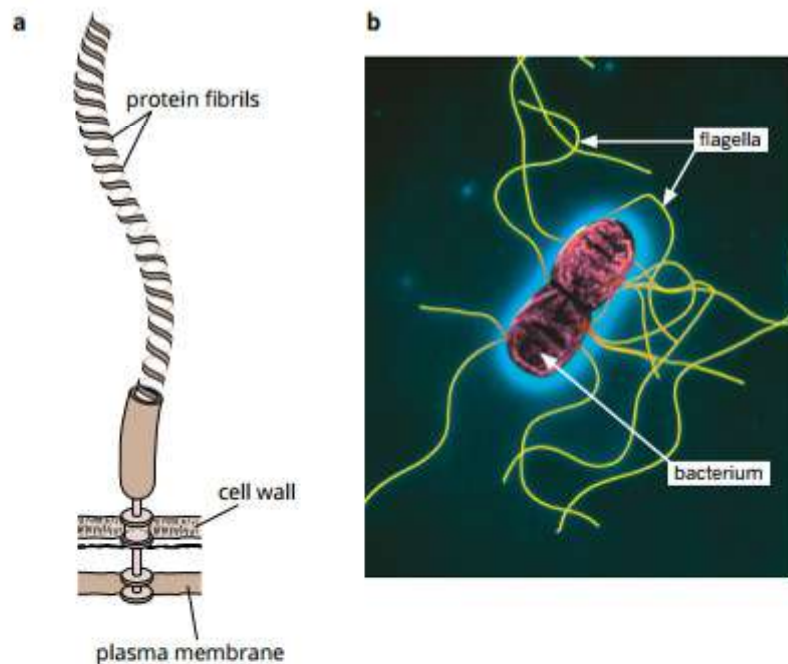 a
protein fibrils
cell wall
plasma membrane
b
flagella
bacterium